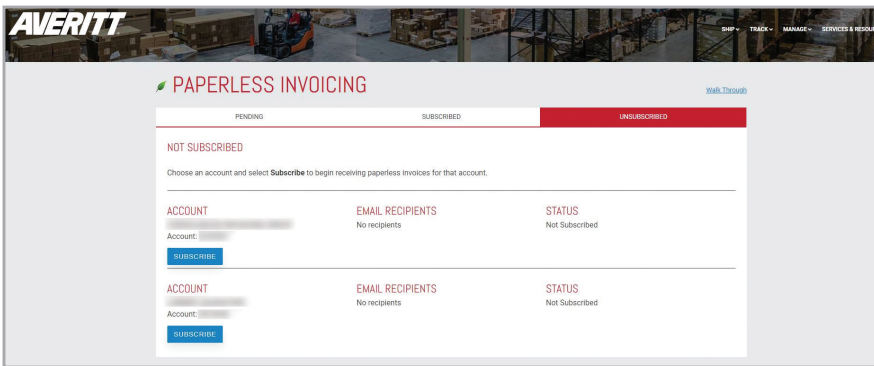 AVERITT
SHIP TRACK MANAGE SERVICES & RESOU
PAPERLESS INVOICING
Walk Through
PENDING SUBSCRIBED UNSUBSCRIBED
NOT SUBSCRIBED
Choose an account and select Subscribe to begin receiving paperless invoices for that account.
ACCOUNT EMAIL RECIPIENTS STATUS
No recipients Not Subscribed
Account:
SUBSCRIBE
ACCOUNT EMAIL RECIPIENTS STATUS
No recipients Not Subscribed
Account:
SUBSCRIBE